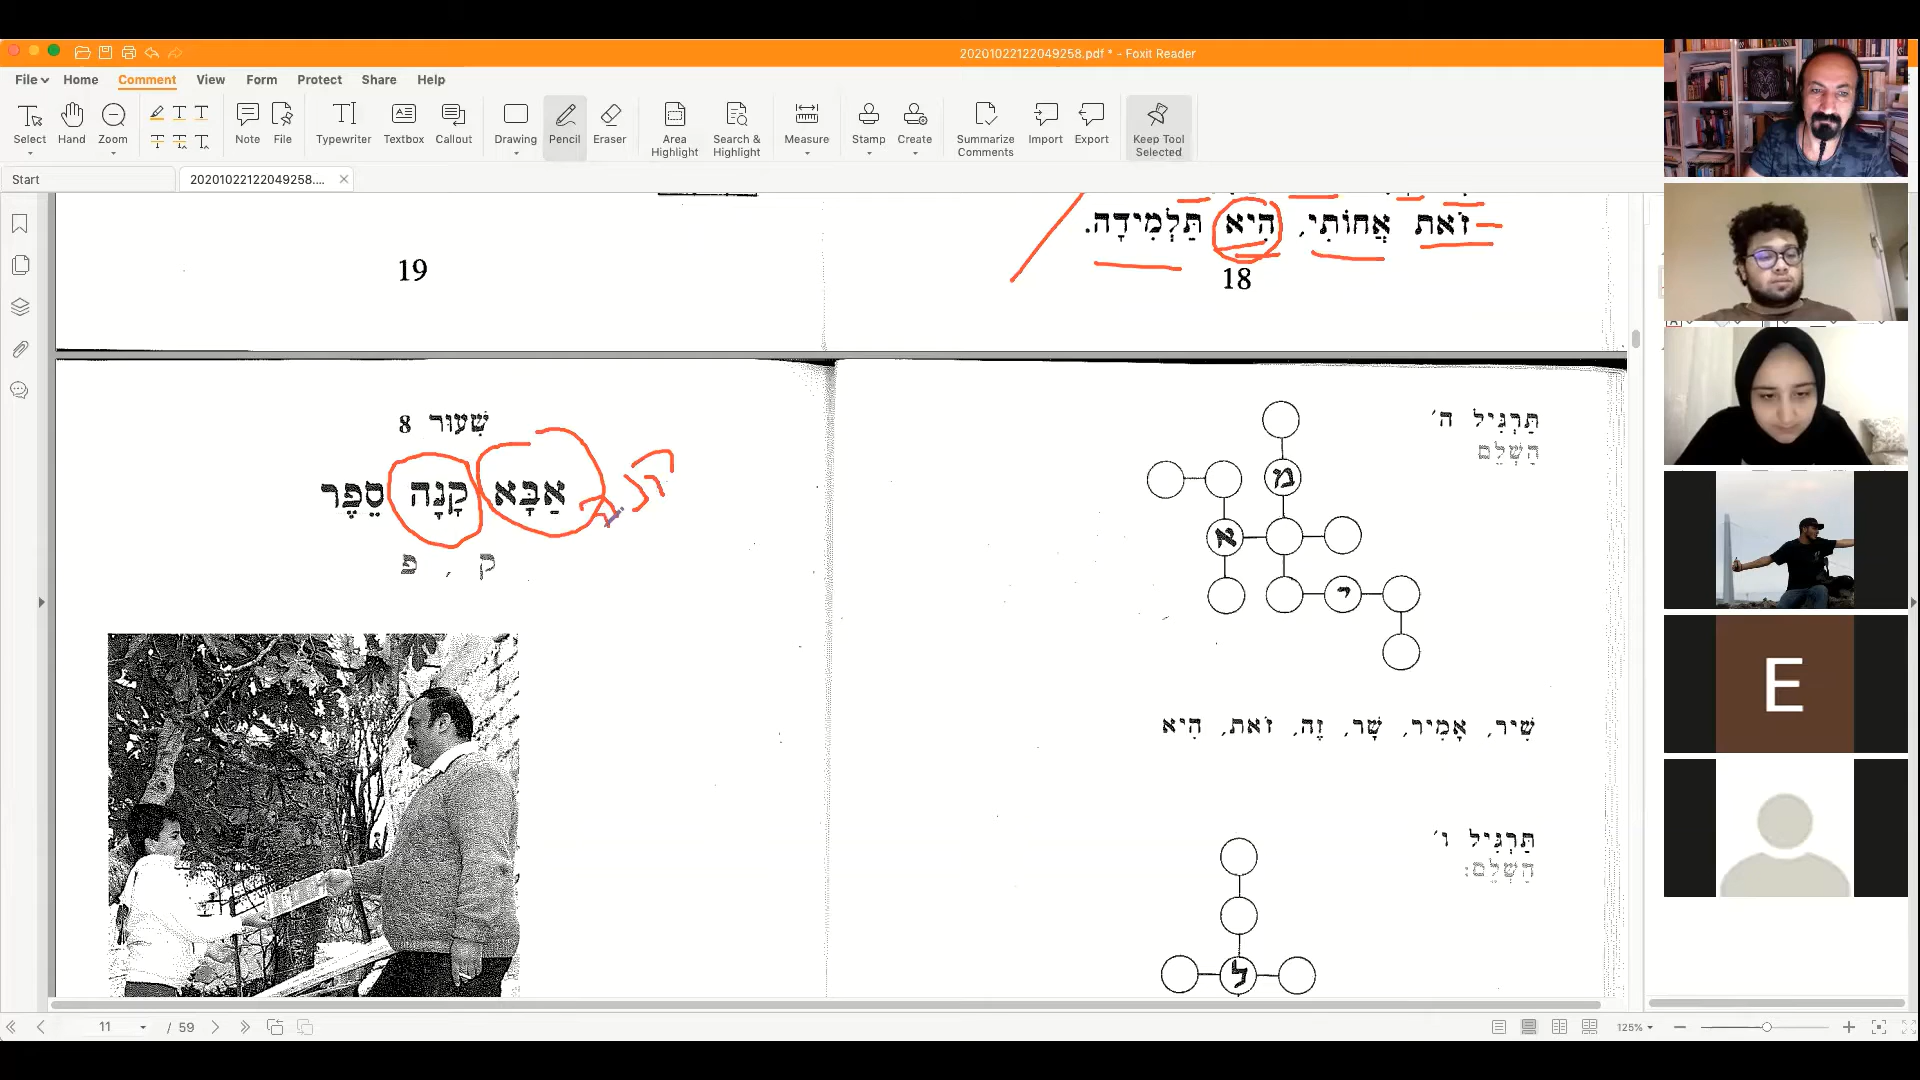 20201022122049258.pdf * - Foxit Reader
File Home Comment View Form Protect Share Help
Select Hand Zoom Note File Typewriter Textbox Callout Drawing Pencil Eraser Area Highlight Search & Highlight Measure Stamp Create Summarize Comments Import Export Keep Tool Selected
Start 20201022122049258....
זֹאת אֲחוֹתִי, הִיא תַּלְמִידָה.
18
19
שִׁעוּר 8
אַבָּא קָנָה סֵפֶר
ק , פ
תַּרְגִּיל ה׳
הַשְׁלֵם
מ
א
י
שִׁיר, אָמִיר, שָׁר, זֶה, זֹאת, הִיא
תַּרְגִּיל ו׳
הַשְׁלֵם:
ל
E
11 / 59 125%